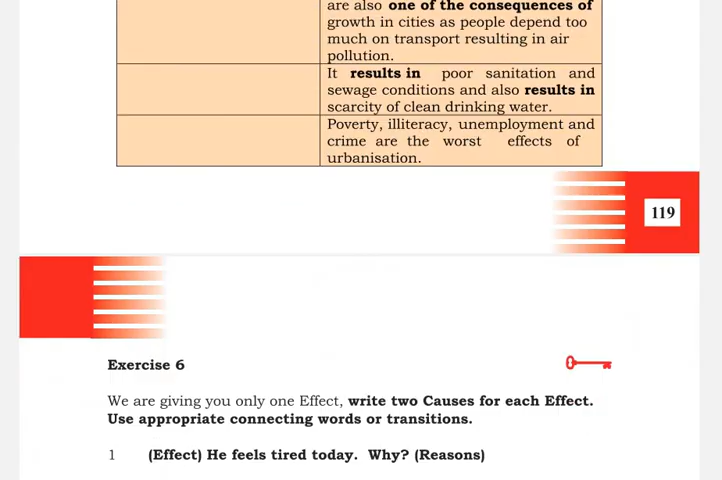 are also one of the consequences of
growth in cities as people depend too
much on transport resulting in air
pollution.
It results in poor sanitation and
sewage conditions and also results in
scarcity of clean drinking water.
Poverty, illiteracy, unemployment and
crime are the worst effects of
urbanisation.
119
Exercise 6
We are giving you only one Effect, write two Causes for each Effect.
Use appropriate connecting words or transitions.
1 (Effect) He feels tired today. Why? (Reasons)